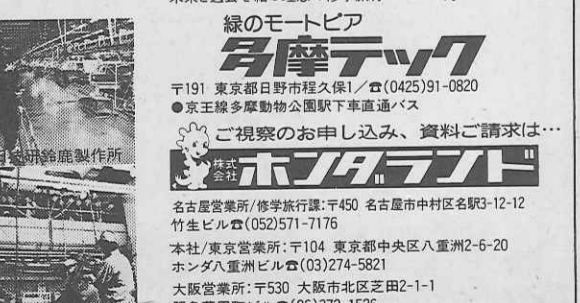 緑のモートピア
多摩テック
〒191 東京都日野市程久保1／☎(0425)91-0820
●京王線多摩動物公園駅下車直通バス
ご視察のお申し込み、資料ご請求は…
株式会社 ホンダランド
研鈴鹿製作所
名古屋営業所/修学旅行課:〒450 名古屋市中村区名駅3-12-12
竹生ビル☎(052)571-7176
本社/東京営業所:〒104 東京都中央区八重洲2-6-20
ホンダ八重洲ビル☎(03)274-5821
大阪営業所:〒530 大阪市北区芝田2-1-1